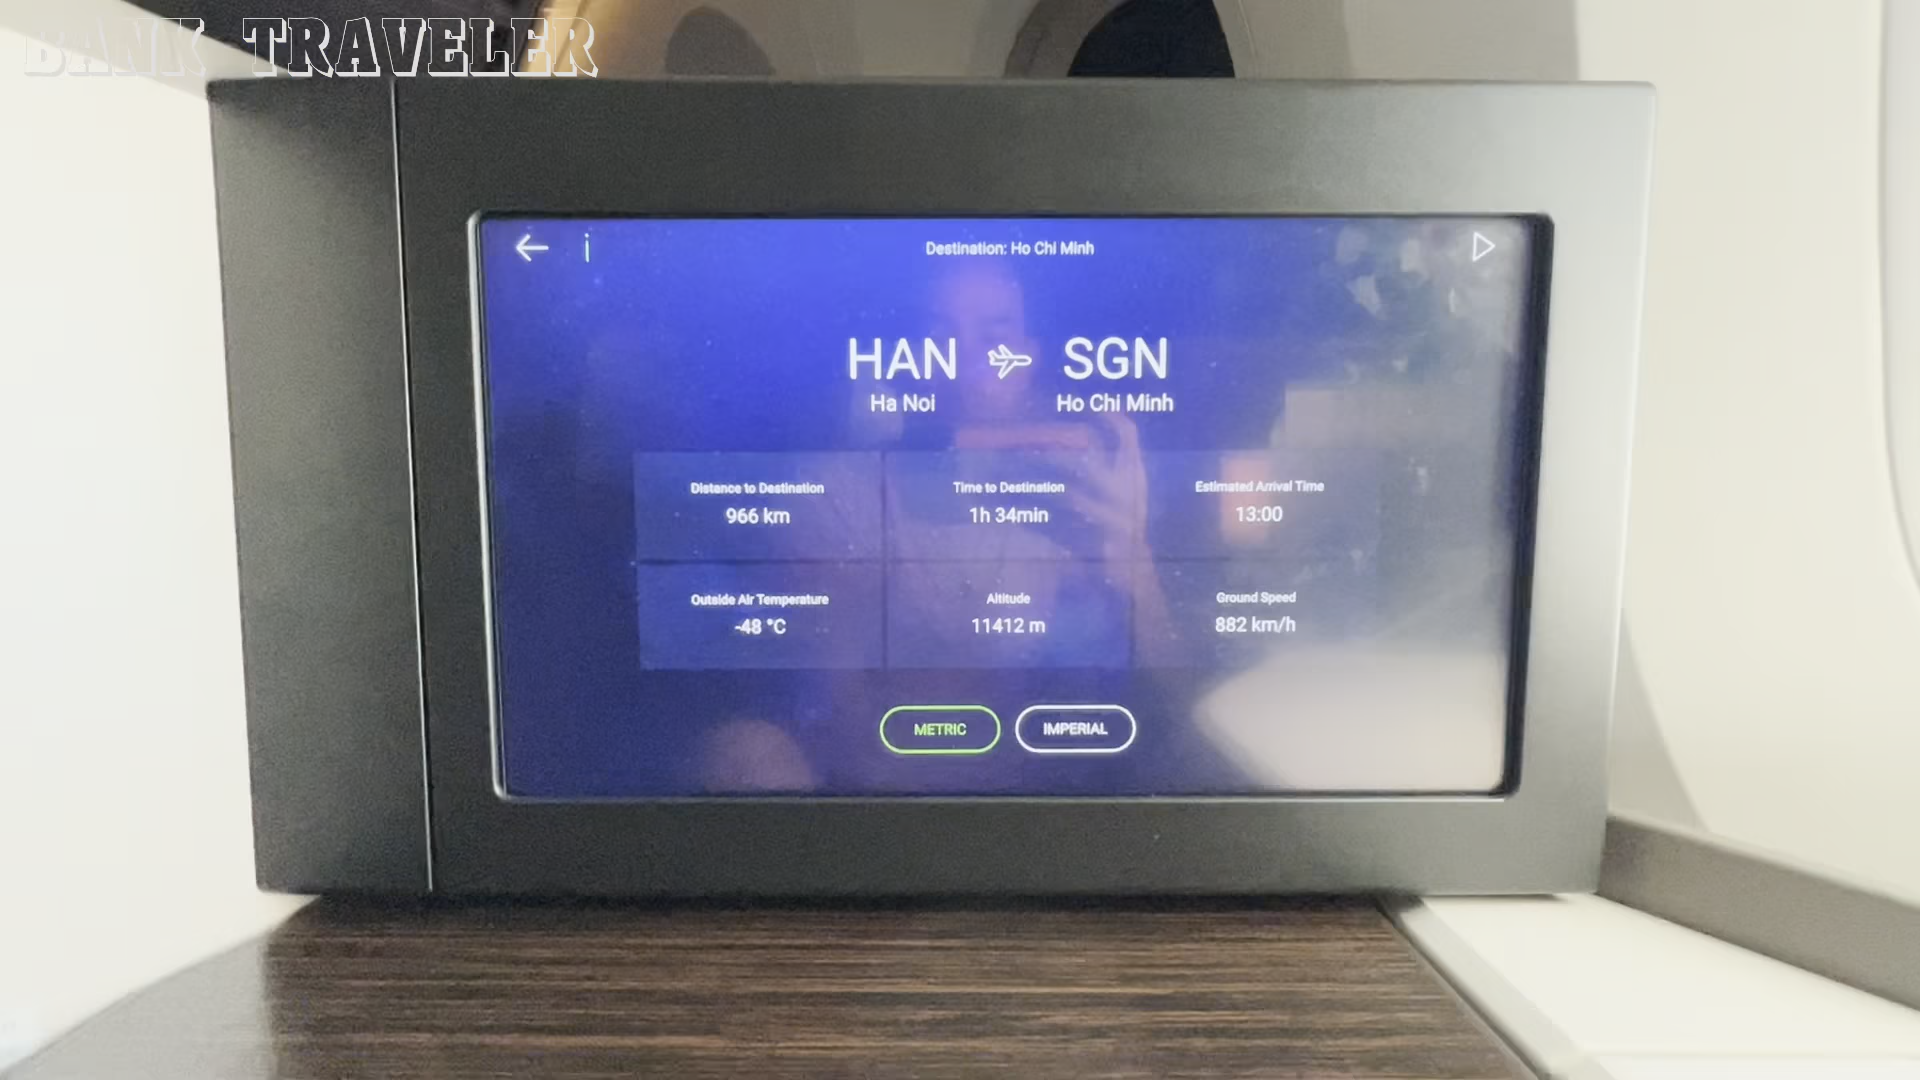 BANK TRAVELER
i
Destination: Ho Chi Minh
HAN SGN
Ha Noi Ho Chi Minh
Distance to Destination Time to Destination Estimated Arrival Time
966 km 1h 34min 13:00
Outside Air Temperature Altitude Ground Speed
-48 °C 11412 m 882 km/h
METRIC IMPERIAL